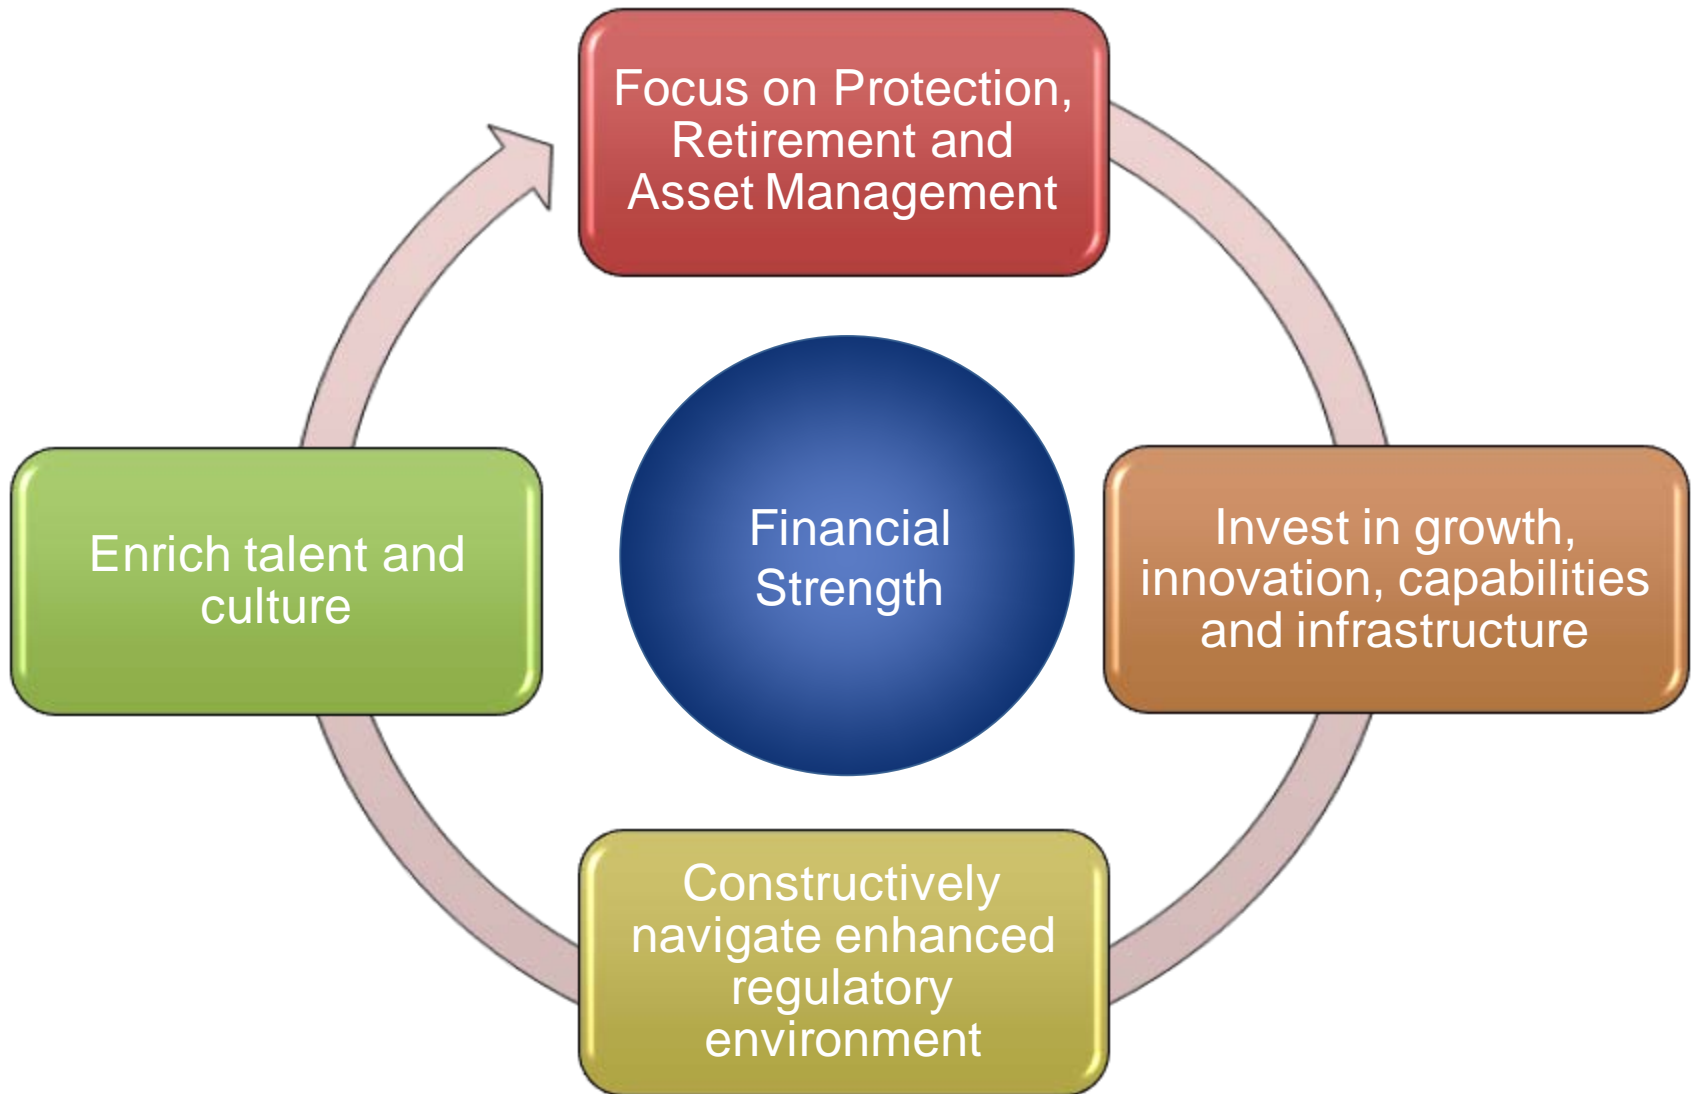 Focus on Protection,
Retirement and
Asset Management
Financial
Strength
Enrich talent and
culture
Invest in growth,
innovation, capabilities
and infrastructure
Constructively
navigate enhanced
regulatory
environment